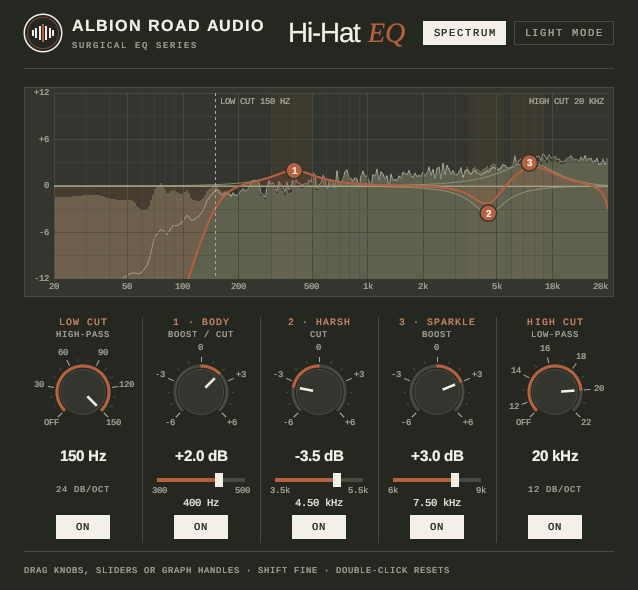 ALBION ROAD AUDIO
SURGICAL EQ SERIES
Hi-Hat EQ
SPECTRUM
LIGHT MODE
+12
+6
0
-6
-12
LOW CUT 150 HZ
HIGH CUT 20 KHZ
1
2
3
20 50 100 200 500 1k 2k 5k 10k 20k
LOW CUT
HIGH-PASS
60 90
30 120
OFF 150
150 Hz
24 DB/OCT
ON
1 · BODY
BOOST / CUT
0
-3 +3
-6 +6
+2.0 dB
300 500
400 Hz
ON
2 · HARSH
CUT
0
-3 +3
-6 +6
-3.5 dB
3.5k 5.5k
4.50 kHz
ON
3 · SPARKLE
BOOST
0
-3 +3
-6 +6
+3.0 dB
6k 9k
7.50 kHz
ON
HIGH CUT
LOW-PASS
16 18
14 20
12 22
20 kHz
12 DB/OCT
ON
DRAG KNOBS, SLIDERS OR GRAPH HANDLES · SHIFT FINE · DOUBLE-CLICK RESETS